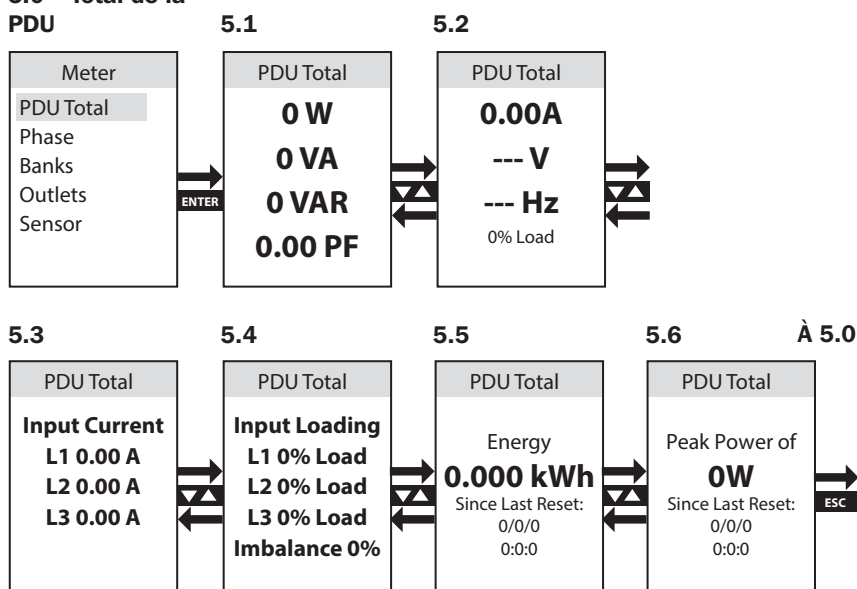 PDU
5.1
5.2
Meter
PDU Total
Phase
Banks
Outlets
Sensor
ENTER
PDU Total
0 W
0 VA
0 VAR
0.00 PF
PDU Total
0.00A
--- V
--- Hz
0% Load
5.3
5.4
5.5
5.6
À 5.0
PDU Total
Input Current
L1 0.00 A
L2 0.00 A
L3 0.00 A
PDU Total
Input Loading
L1 0% Load
L2 0% Load
L3 0% Load
Imbalance 0%
PDU Total
Energy
0.000 kWh
Since Last Reset:
0/0/0
0:0:0
PDU Total
Peak Power of
0W
Since Last Reset:
0/0/0
0:0:0
ESC